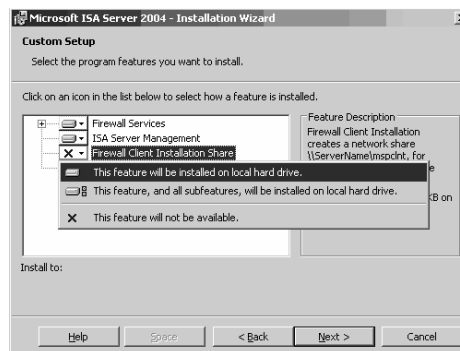 Microsoft ISA Server 2004 - Installation Wizard
Custom Setup
Select the program features you want to install.
Click on an icon in the list below to select how a feature is installed.
Firewall Services
ISA Server Management
Firewall Client Installation Share
This feature will be installed on local hard drive.
This feature, and all subfeatures, will be installed on local hard drive.
This feature will not be available.
Feature Description
Firewall Client Installation
creates a network share
\\ServerName\mspclnt, for
KB on
Install to:
Help
Space
< Back
Next >
Cancel